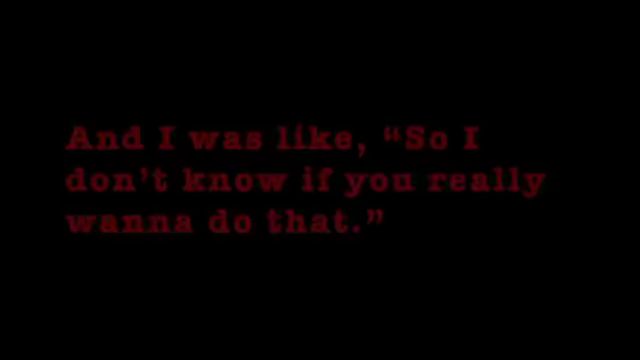 And I was like, “So I
don’t know if you really
wanna do that.”